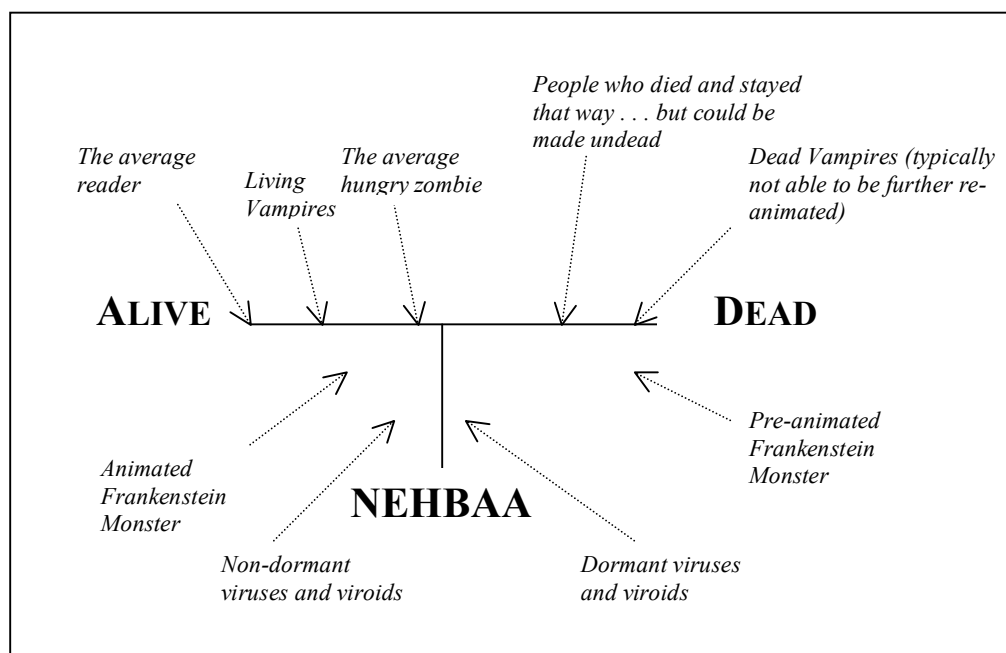 People who died and stayed
that way . . . but could be
made undead
The average
reader
Living
Vampires
The average
hungry zombie
Dead Vampires (typically
not able to be further re-
animated)
ALIVE
DEAD
Animated
Frankenstein
Monster
Pre-animated
Frankenstein
Monster
NEHBAA
Non-dormant
viruses and viroids
Dormant viruses
and viroids